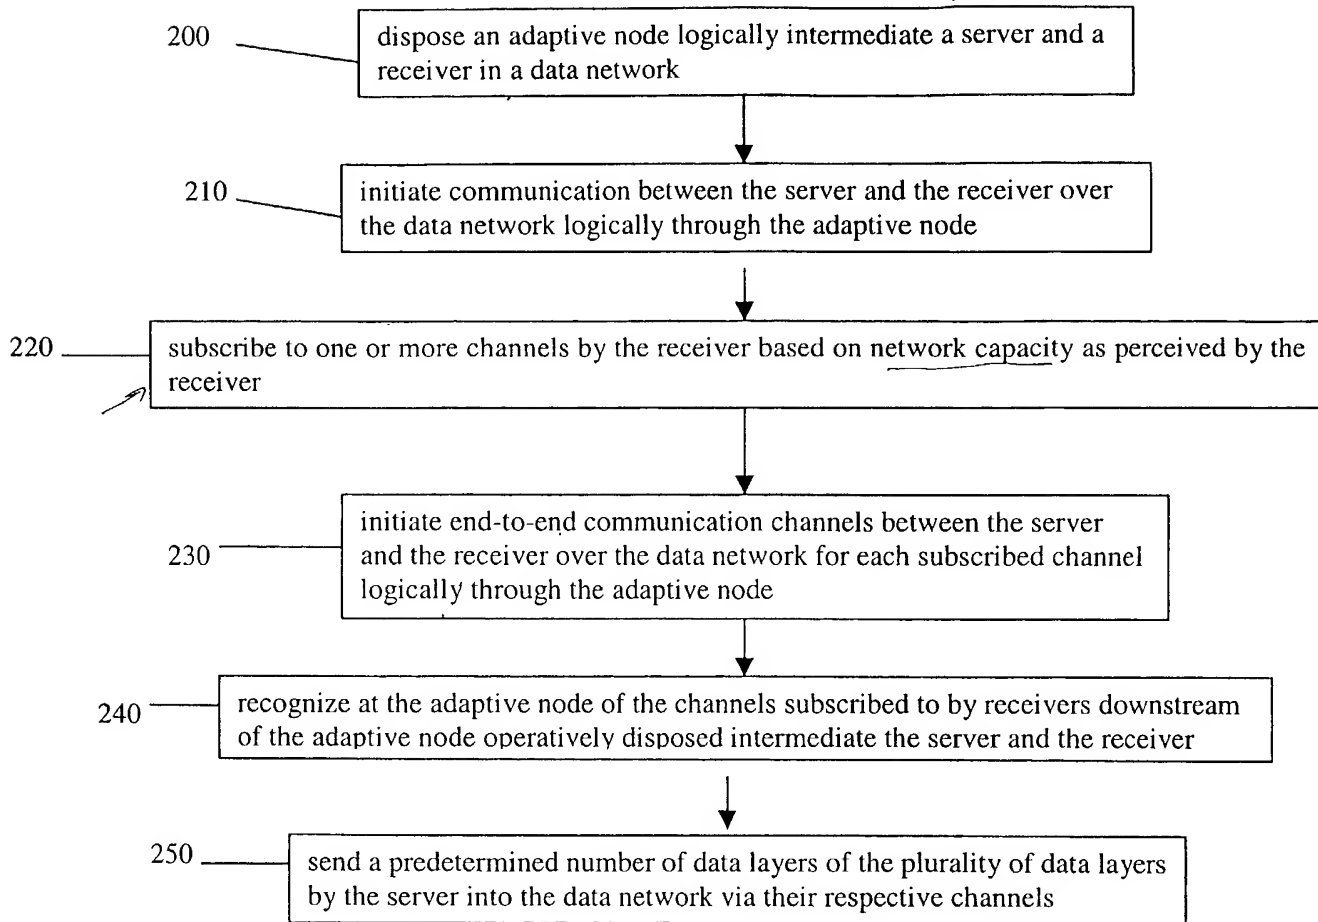 200
dispose an adaptive node logically intermediate a server and a
receiver in a data network
210
initiate communication between the server and the receiver over
the data network logically through the adaptive node
220
subscribe to one or more channels by the receiver based on network capacity as perceived by the
receiver
230
initiate end-to-end communication channels between the server
and the receiver over the data network for each subscribed channel
logically through the adaptive node
240
recognize at the adaptive node of the channels subscribed to by receivers downstream
of the adaptive node operatively disposed intermediate the server and the receiver
250
send a predetermined number of data layers of the plurality of data layers
by the server into the data network via their respective channels